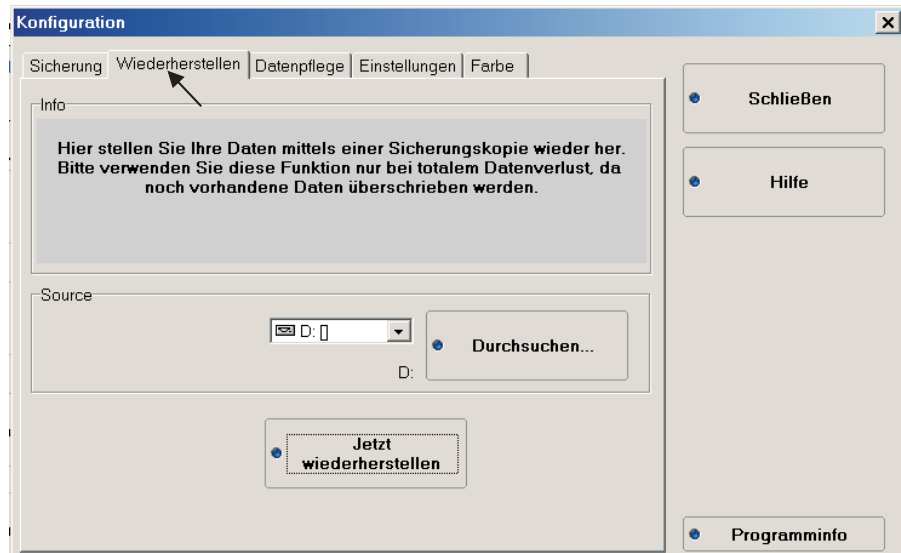 Konfiguration
Sicherung Wiederherstellen Datenpflege Einstellungen Farbe
Info
Hier stellen Sie Ihre Daten mittels einer Sicherungskopie wieder her.
Bitte verwenden Sie diese Funktion nur bei totalem Datenverlust, da
noch vorhandene Daten überschrieben werden.
Source
D: []
D:
Durchsuchen...
Jetzt
wiederherstellen
Schließen
Hilfe
Programminfo